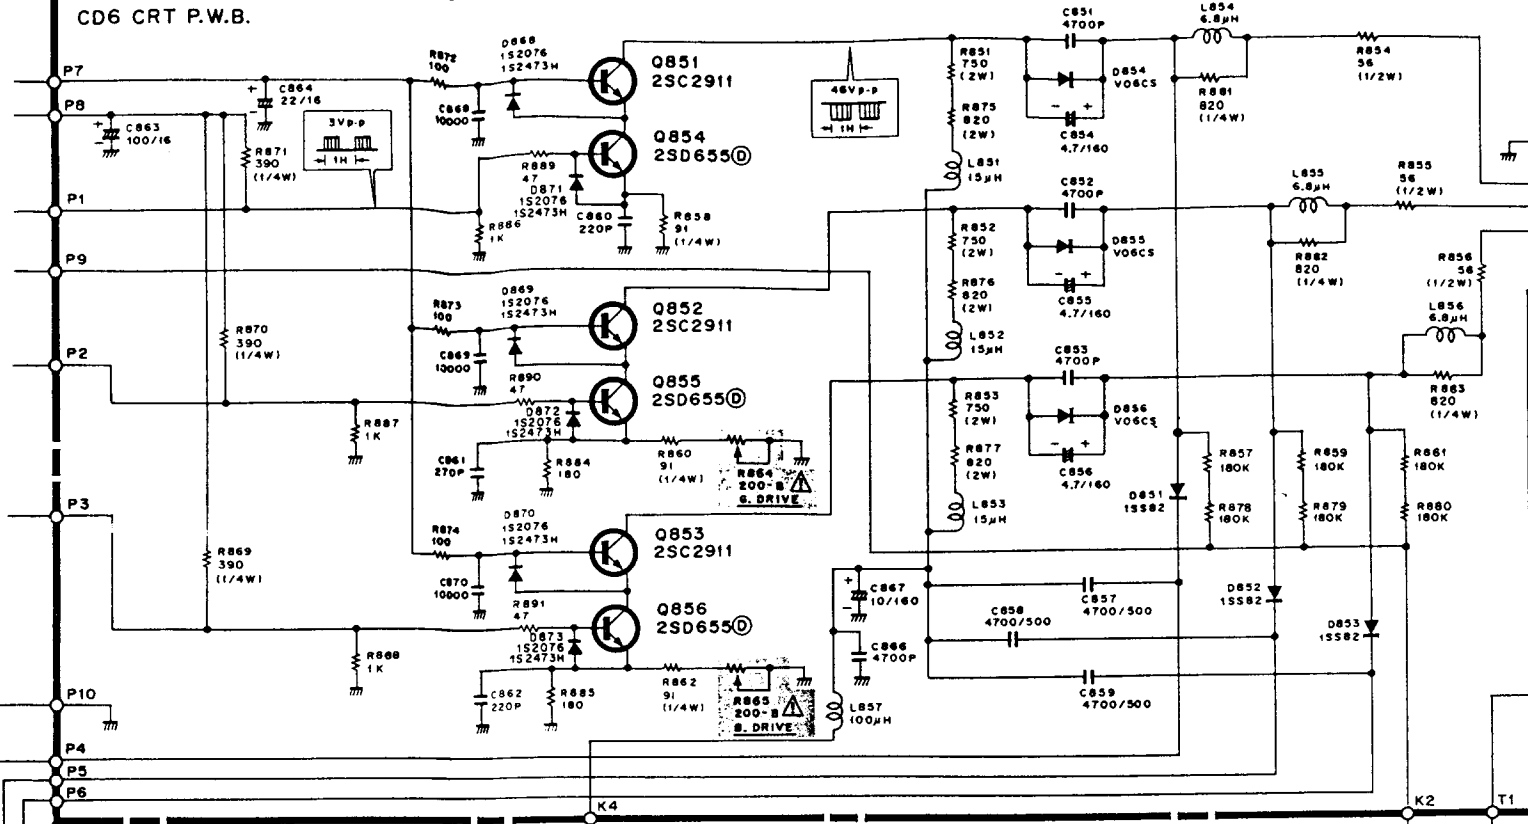 CD6 CRT P.W.B.
P7
P8
C863
100/16
C864
22/16
R871
390
(1/4W)
3Vp-p
1H
R872
100
C868
10000
D868
1S2076
1S2473H
Q851
2SC2911
Q854
2SD655 D
R889
47
D871
1S2076
1S2473H
C860
220P
R858
91
(1/4W)
R886
1K
46Vp-p
1H
R851
750
(2W)
R875
820
(2W)
L851
15μH
C851
4700P
D854
V06CS
C854
4.7/160
L854
6.8μH
R881
820
(1/4W)
R854
56
(1/2W)
P1
P9
R870
390
(1/4W)
R873
100
C869
10000
D869
1S2076
1S2473H
Q852
2SC2911
Q855
2SD655 D
R890
47
D872
1S2076
1S2473H
R852
750
(2W)
R876
820
(2W)
L852
15μH
C852
4700P
D855
V06CS
C855
4.7/160
L855
6.8μH
R882
820
(1/4W)
R855
56
(1/2W)
R856
56
(1/2W)
L856
6.8μH
R883
820
(1/4W)
P2
R887
1K
C861
270P
R884
180
R860
91
(1/4W)
R864
200-B
G. DRIVE
C853
4700P
R853
750
(2W)
R877
820
(2W)
L853
15μH
D856
V06CS
C856
4.7/160
D851
1SS82
R857
180K
R878
180K
R859
180K
R879
180K
R861
180K
R880
180K
P3
R869
390
(1/4W)
R874
100
C870
10000
D870
1S2076
1S2473H
Q853
2SC2911
Q856
2SD655 D
R891
47
D873
1S2076
1S2473H
R888
1K
C862
220P
R885
180
R862
91
(1/4W)
R865
200-B
B. DRIVE
C867
10/160
C866
4700P
L857
100μH
C857
4700/500
C858
4700/500
C859
4700/500
D852
1SS82
D853
1SS82
P10
P4
P5
P6
K4
K2
T1